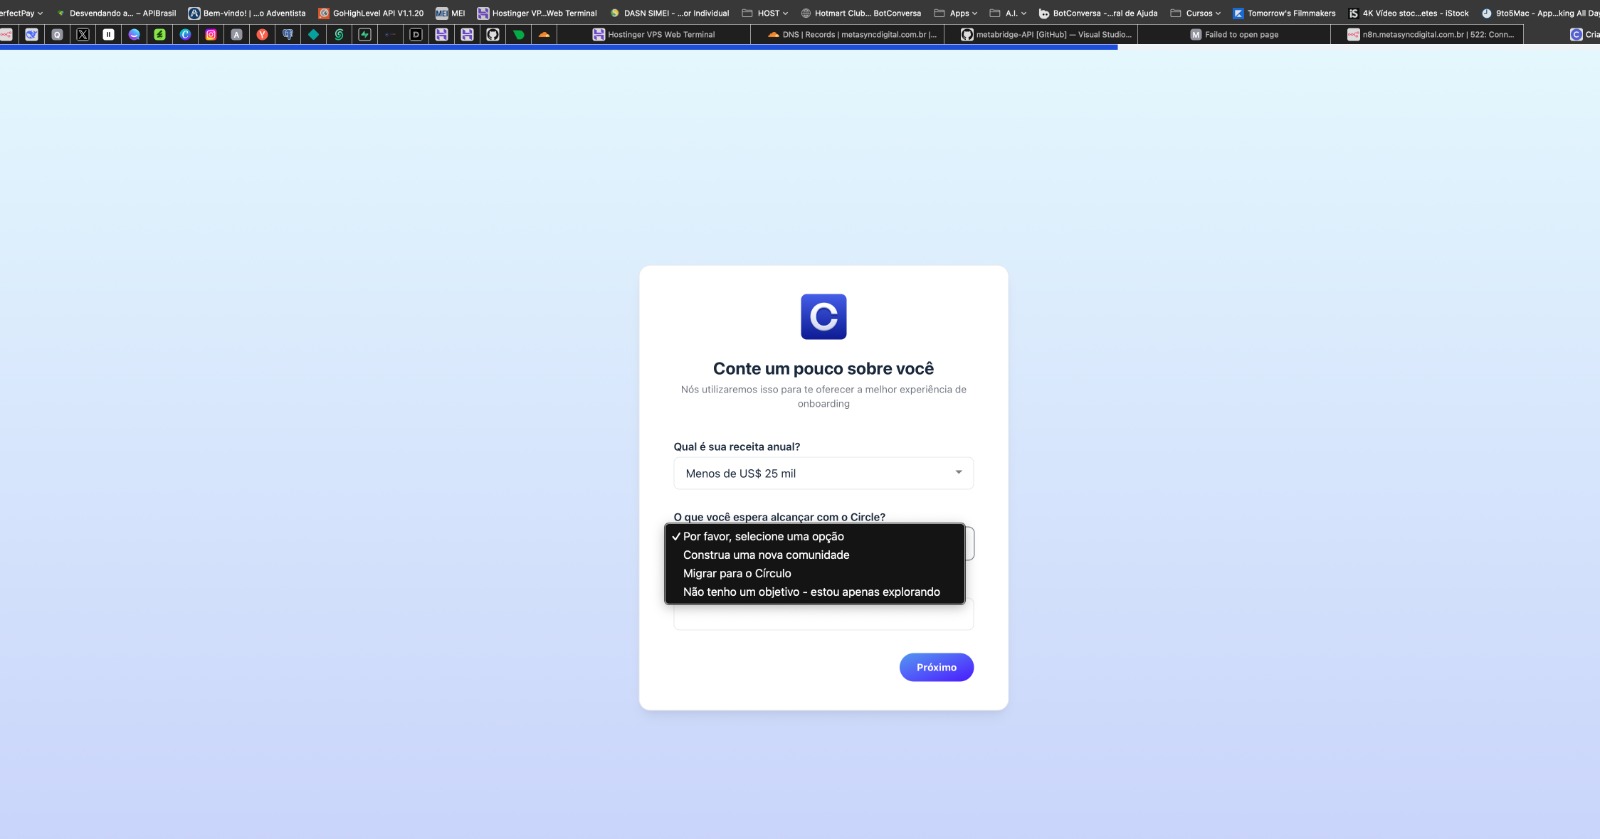 erfectPay
Desvendando a... – APIBrasil
Bem-vindo! | ...o Adventista
GoHighLevel API V1.1.20
MEI MEI
Hostinger VP...Web Terminal
DASN SIMEI - ...or Individual
HOST
Hotmart Club... BotConversa
Apps
A.I.
BotConversa -...ral de Ajuda
Cursos
Tomorrow's Filmmakers
iS 4K Vídeo stoc...etes - iStock
9to5Mac - App...king All Day
Hostinger VPS Web Terminal
DNS | Records | metasyncdigital.com.br |...
metabridge-API [GitHub] — Visual Studio...
M Failed to open page
n8n.metasyncdigital.com.br | 522: Conn...
C Cria
C
Conte um pouco sobre você
Nós utilizaremos isso para te oferecer a melhor experiência de
onboarding
Qual é sua receita anual?
Menos de US$ 25 mil
O que você espera alcançar com o Circle?
✓ Por favor, selecione uma opção
Construa uma nova comunidade
Migrar para o Círculo
Não tenho um objetivo - estou apenas explorando
Próximo